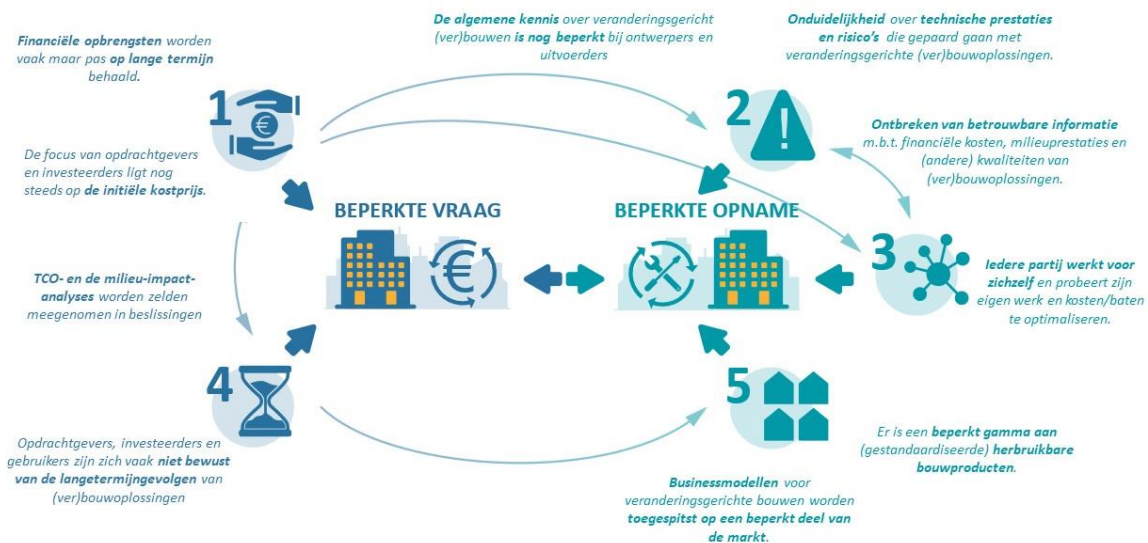 Financiële opbrengsten worden
vaak maar pas op lange termijn
behaald.
1
De focus van opdrachtgevers
en investeerders ligt nog
steeds op de initiële kostprijs.
De algemene kennis over veranderingsgericht
(ver)bouwen is nog beperkt bij ontwerpers en
uitvoerders
Onduidelijkheid over technische prestaties
en risico's die gepaard gaan met
veranderingsgerichte (ver)bouwoplossingen.
2
Ontbreken van betrouwbare informatie
m.b.t. financiële kosten, milieuprestaties en
(andere) kwaliteiten van
(ver)bouwoplossingen.
BEPERKTE VRAAG
BEPERKTE OPNAME
3
Iedere partij werkt voor
zichzelf en probeert zijn
eigen werk en kosten/baten
te optimaliseren.
TCO- en de milieu-impact-
analyses worden zelden
meegenomen in beslissingen
4
Opdrachtgevers, investeerders en
gebruikers zijn zich vaak niet bewust
van de langetermijngevolgen van
(ver)bouwoplossingen
5
Er is een beperkt gamma aan
(gestandaardiseerde) herbruikbare
bouwproducten.
Businessmodellen voor
veranderingsgerichte bouwen worden
toegespitst op een beperkt deel van
de markt.